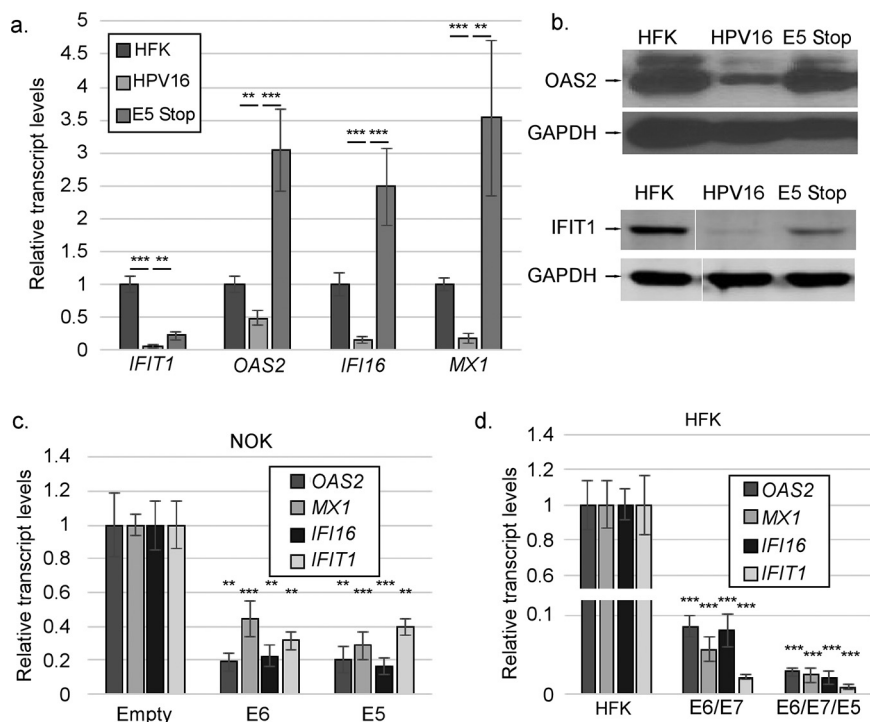 a.
Relative transcript levels
5
4.5
4
3.5
3
2.5
2
1.5
1
0.5
0
HFK
HPV16
E5 Stop
*** **
** ***
*** ***
*** **
IFIT1 OAS2 IFI16 MX1
b.
HFK HPV16 E5 Stop
OAS2
GAPDH
HFK HPV16 E5 Stop
IFIT1
GAPDH
c.
NOK
Relative transcript levels
1.4
1.2
1
0.8
0.6
0.4
0.2
0
OAS2
MX1
IFI16
IFIT1
** *** ** **
** *** *** **
Empty E6 E5
d.
HFK
Relative transcript levels
1.4
1.2
1.0
0.8
0.6
0.1
0
OAS2
MX1
IFI16
IFIT1
*** *** *** ***
*** *** *** ***
HFK E6/E7 E6/E7/E5